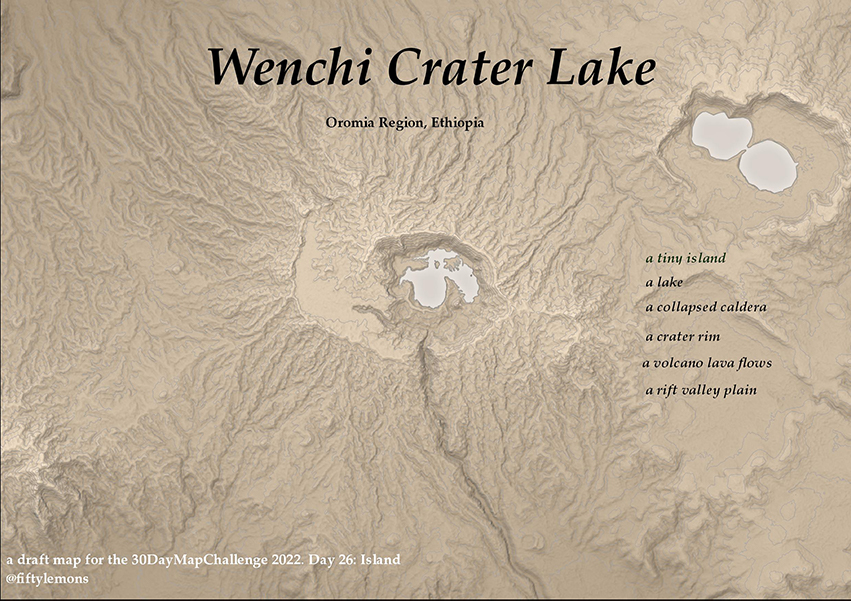 Wenchi Crater Lake
Oromia Region, Ethiopia
a tiny island
a lake
a collapsed caldera
a crater rim
a volcano lava flows
a rift valley plain
a draft map for the 30DayMapChallenge 2022. Day 26: Island
@fiftylemons